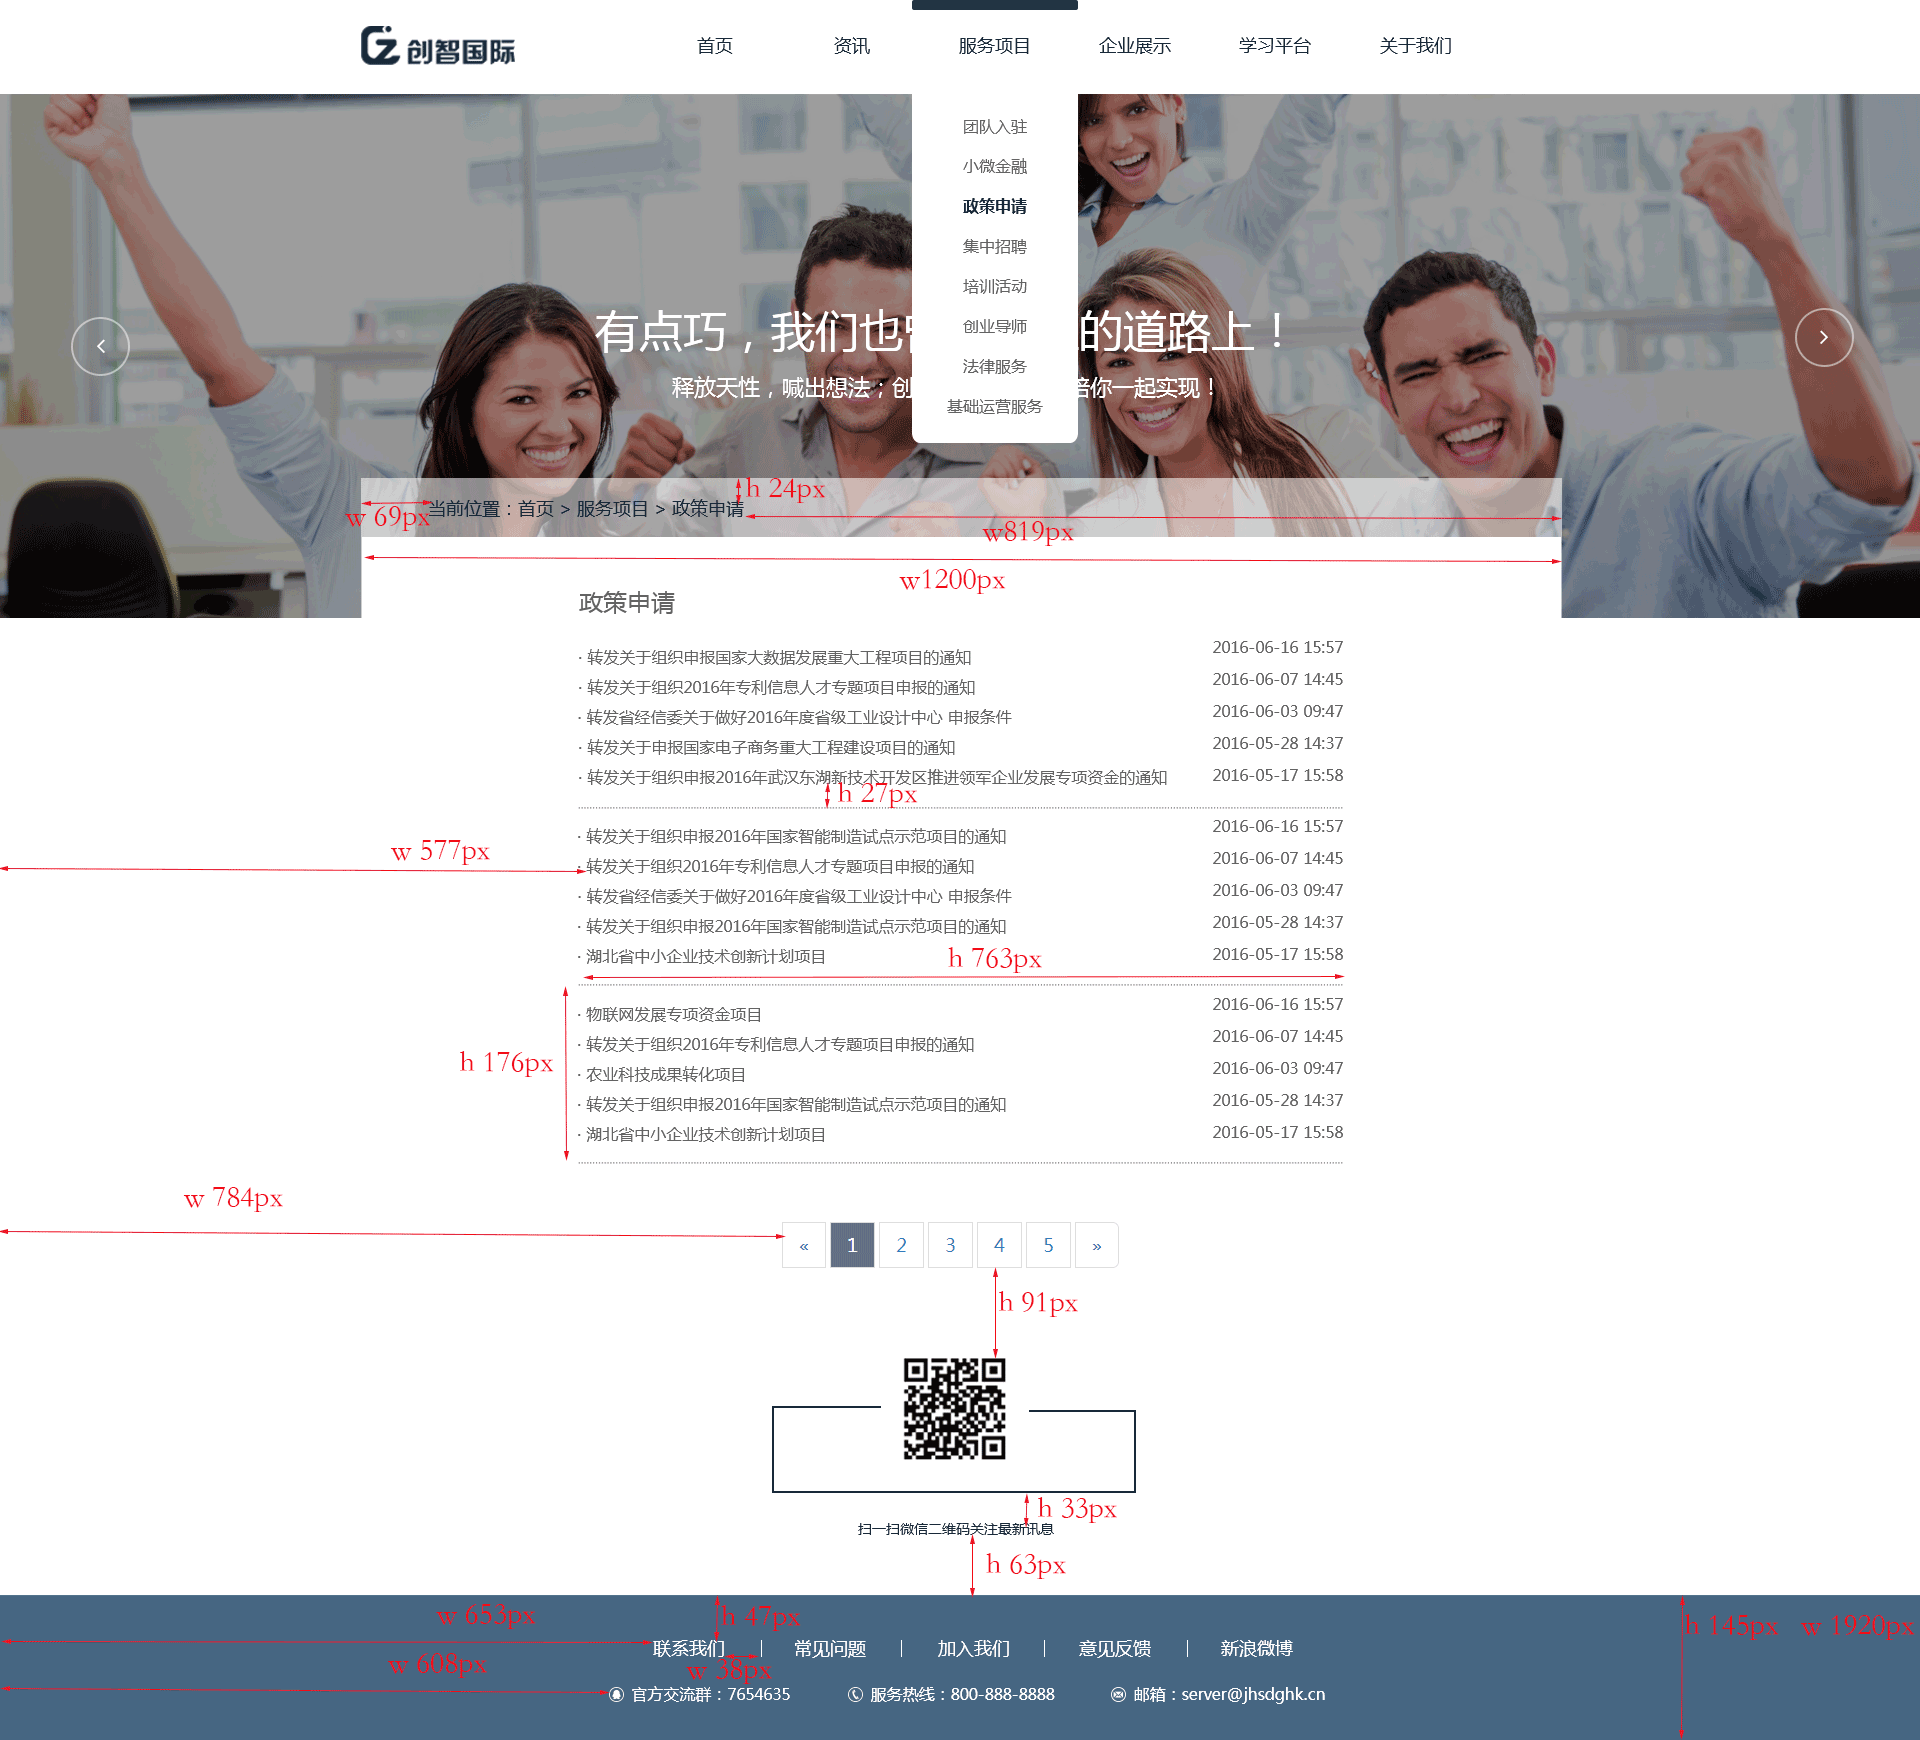 创智国际
首页 资讯 服务项目 企业展示 学习平台 关于我们
团队入驻
小微金融
政策申请
集中招聘
培训活动
创业导师
法律服务
基础运营服务
有点巧，我们也 的道路上！
释放天性，喊出想法；创 陪你一起实现！
h 24px
当前位置：首页 > 服务项目 > 政策申请
w 69px
w819px
w1200px
政策申请
· 转发关于组织申报国家大数据发展重大工程项目的通知 2016-06-16 15:57
· 转发关于组织2016年专利信息人才专题项目申报的通知 2016-06-07 14:45
· 转发省经信委关于做好2016年度省级工业设计中心 申报条件 2016-06-03 09:47
· 转发关于申报国家电子商务重大工程建设项目的通知 2016-05-28 14:37
· 转发关于组织申报2016年武汉东湖新技术开发区推进领军企业发展专项资金的通知 2016-05-17 15:58
h 27px
· 转发关于组织申报2016年国家智能制造试点示范项目的通知 2016-06-16 15:57
w 577px
· 转发关于组织2016年专利信息人才专题项目申报的通知 2016-06-07 14:45
· 转发省经信委关于做好2016年度省级工业设计中心 申报条件 2016-06-03 09:47
· 转发关于组织申报2016年国家智能制造试点示范项目的通知 2016-05-28 14:37
· 湖北省中小企业技术创新计划项目 2016-05-17 15:58
h 763px
· 物联网发展专项资金项目 2016-06-16 15:57
· 转发关于组织2016年专利信息人才专题项目申报的通知 2016-06-07 14:45
h 176px
· 农业科技成果转化项目 2016-06-03 09:47
· 转发关于组织申报2016年国家智能制造试点示范项目的通知 2016-05-28 14:37
· 湖北省中小企业技术创新计划项目 2016-05-17 15:58
w 784px
« 1 2 3 4 5 »
h 91px
h 33px
扫一扫微信二维码关注最新讯息
h 63px
w 653px h 47px h 145px w 1920px
联系我们 | 常见问题 | 加入我们 | 意见反馈 | 新浪微博
w 608px w 38px
官方交流群：7654635 服务热线：800-888-8888 邮箱：server@jhsdghk.cn